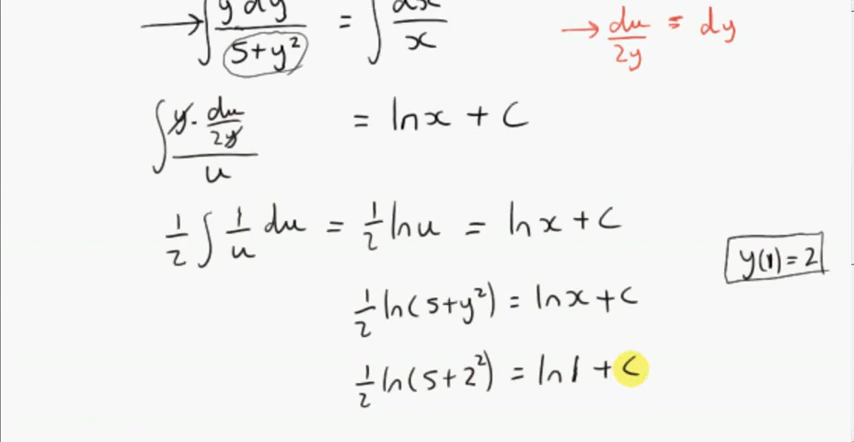 → ∫ y dy / 5+y² = ∫ dx / x → du / 2y = dy
∫ y · du/2y / u = ln x + C
1/2 ∫ 1/u du = 1/2 ln u = ln x + C
y(1) = 2
1/2 ln(5+y²) = ln x + C
1/2 ln(5+2²) = ln 1 + C